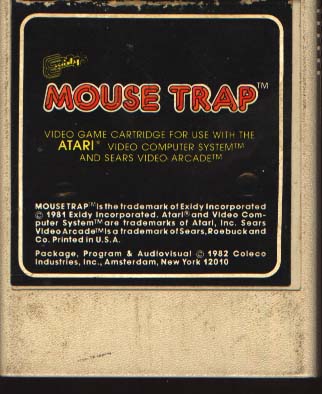 Exidy
MOUSE TRAP™
VIDEO GAME CARTRIDGE FOR USE WITH THE
ATARI® VIDEO COMPUTER SYSTEM™
AND SEARS VIDEO ARCADE™
MOUSE TRAP™ is the trademark of Exidy Incorporated
© 1981 Exidy Incorporated. Atari® and Video Com-
puter System™ are trademarks of Atari, Inc. Sears
Video Arcade™ is a trademark of Sears, Roebuck and
Co. Printed in U.S.A.
Package, Program & Audiovisual © 1982 Coleco
Industries, Inc., Amsterdam, New York 12010